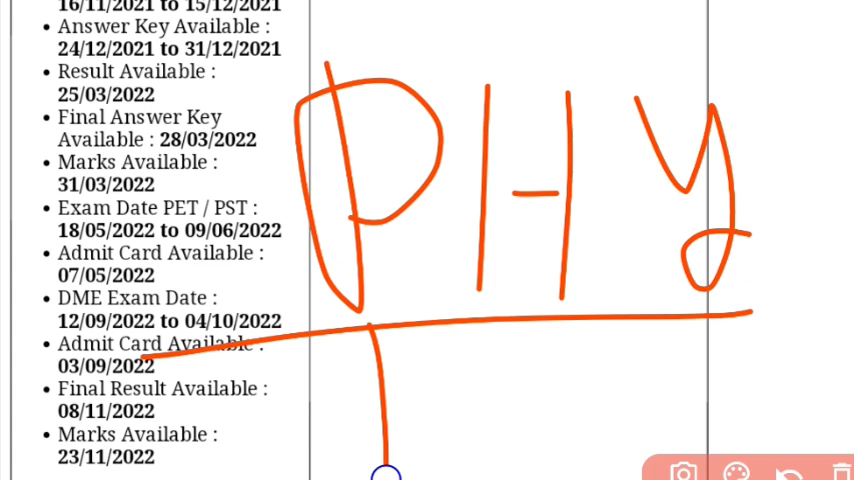 16/11/2021 to 15/12/2021
Answer Key Available :
24/12/2021 to 31/12/2021
Result Available :
25/03/2022
Final Answer Key
Available : 28/03/2022
Marks Available :
31/03/2022
Exam Date PET / PST :
18/05/2022 to 09/06/2022
Admit Card Available :
07/05/2022
DME Exam Date :
12/09/2022 to 04/10/2022
Admit Card Available :
03/09/2022
Final Result Available :
08/11/2022
Marks Available :
23/11/2022
PHY